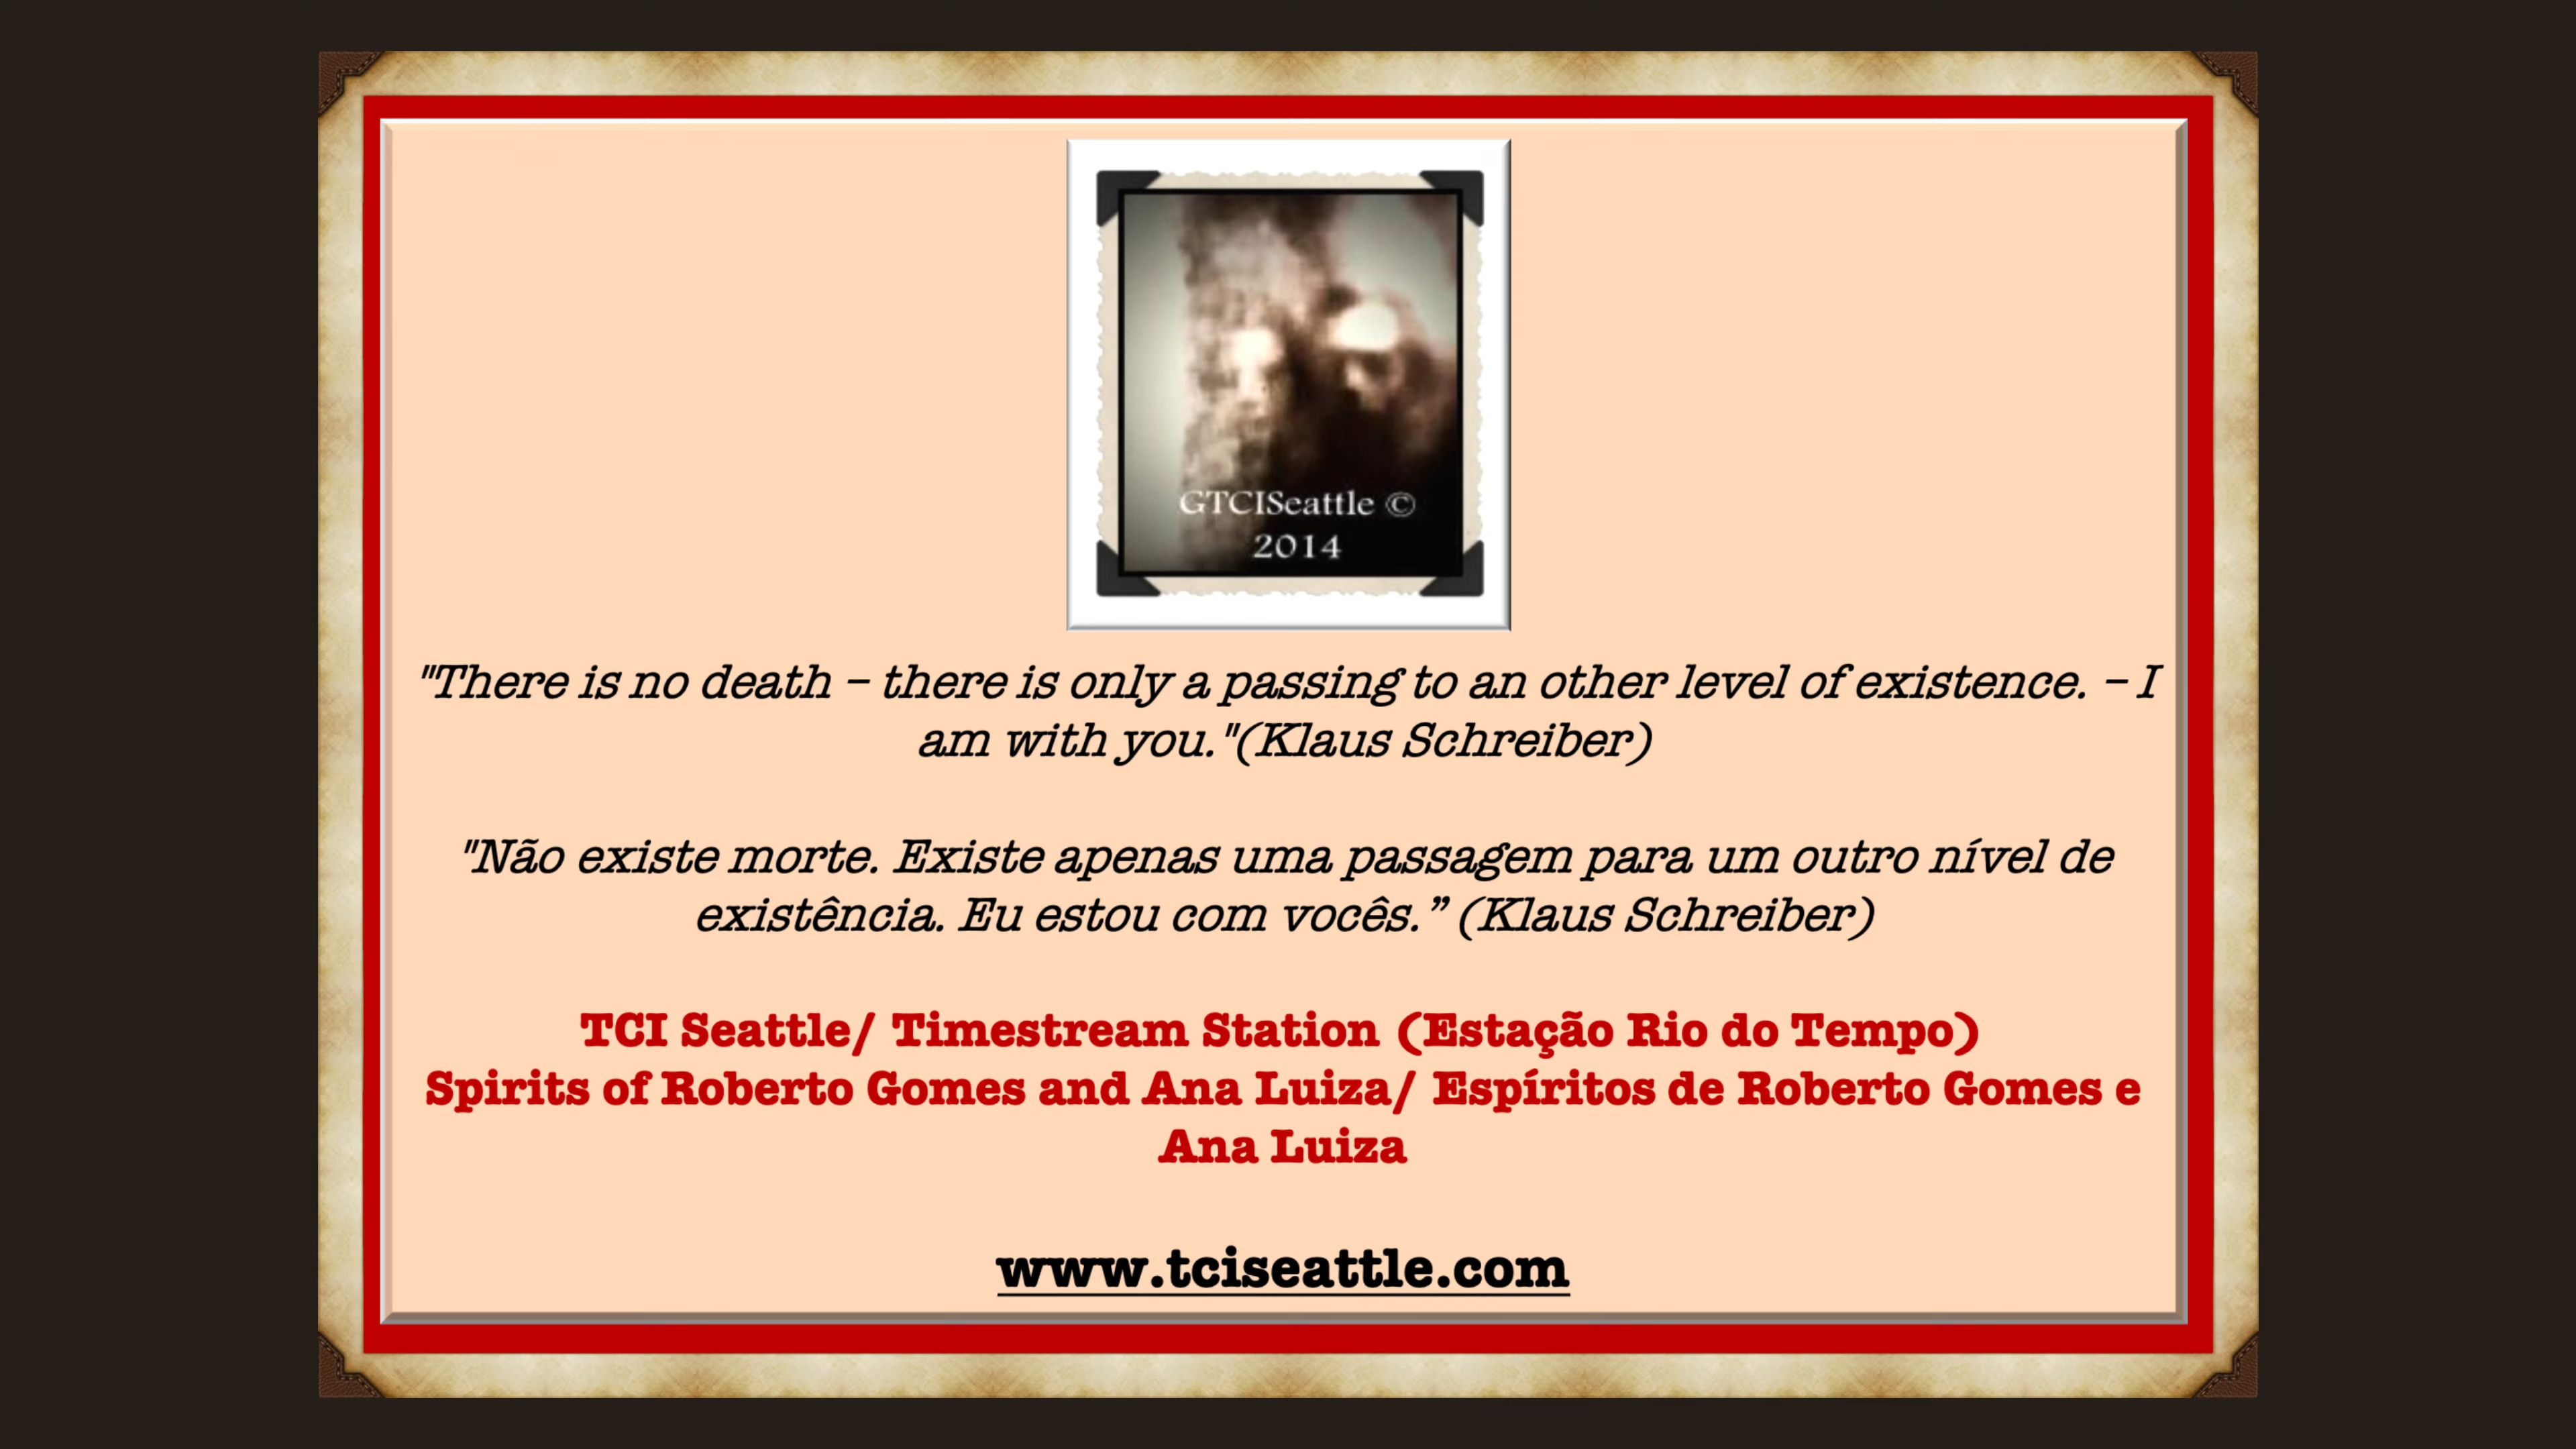 GTCISeattle ©
2014
"There is no death – there is only a passing to an other level of existence. – I
am with you."(Klaus Schreiber)
"Não existe morte. Existe apenas uma passagem para um outro nível de
existência. Eu estou com vocês.” (Klaus Schreiber)
TCI Seattle/ Timestream Station (Estação Rio do Tempo)
Spirits of Roberto Gomes and Ana Luiza/ Espíritos de Roberto Gomes e
Ana Luiza
www.tciseattle.com